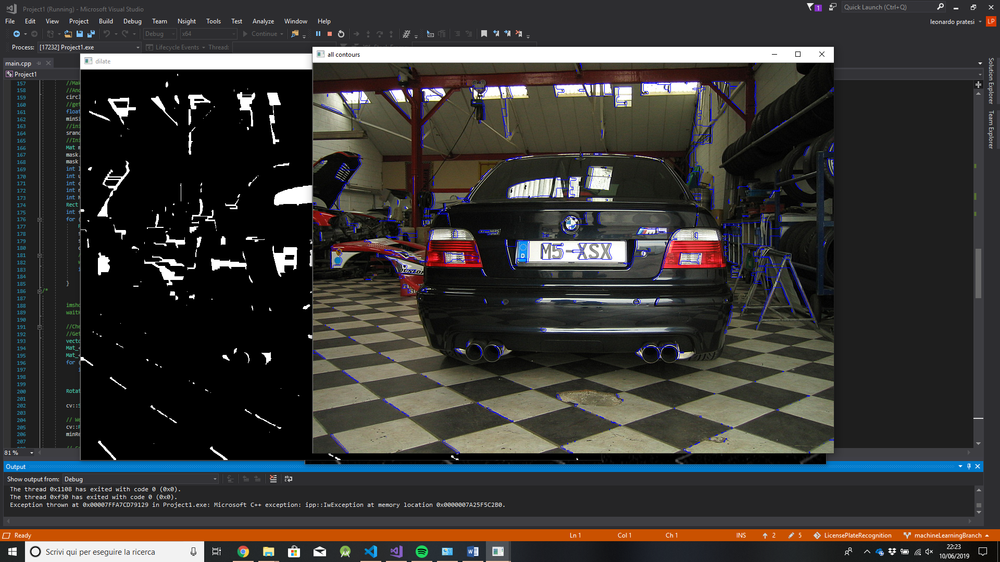 Project1 (Running) - Microsoft Visual Studio
1
Quick Launch (Ctrl+Q)
File Edit View Project Build Debug Team Nsight Tools Test Analyze Window Help
leonardo pratesi LP
Debug x64 Continue
Process: [17232] Project1.exe Lifecycle Events Thread:
main.cpp
dilate
all contours
Project1
Solution Explorer
Team Explorer
157 //Mak
158 //And
159 circl
160 //get
161 float
162 minSi
163 //ini
164 srand
165 //Ini
166 Mat m
167 mask.
168 mask
169 int l
170 int u
171 int c
172 int n
173 int N
174 Rect
175 int f
176 for (
177
178 s
179 s
180 c
181 /
182
183 i
184
185 }
186 /*
187
188 imsho
189 waitK
190
191 //Che
192 //Get
193 vecto
194 Mat_<
195 Mat_<
196 for (
197 i
198
199
200 Rotat
201
202 cv::S
203
204 // We
205 cv::P
206 minRe
207
M5-XSX
D
81 %
Output
Show output from: Debug
The thread 0x1108 has exited with code 0 (0x0).
The thread 0xf30 has exited with code 0 (0x0).
Exception thrown at 0x00007FFA7CD79129 in Project1.exe: Microsoft C++ exception: ipp::IwException at memory location 0x0000007A25F5C2B0.
Ready Ln 1 Col 1 Ch 1 INS 2 5 LicensePlateRecognition machineLearningBranch
Scrivi qui per eseguire la ricerca
22:23
10/06/2019